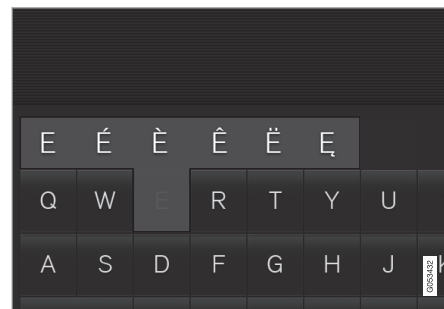 E É È Ê Ë Ę
Q W E R T Y U
A S D F G H J K
G053432